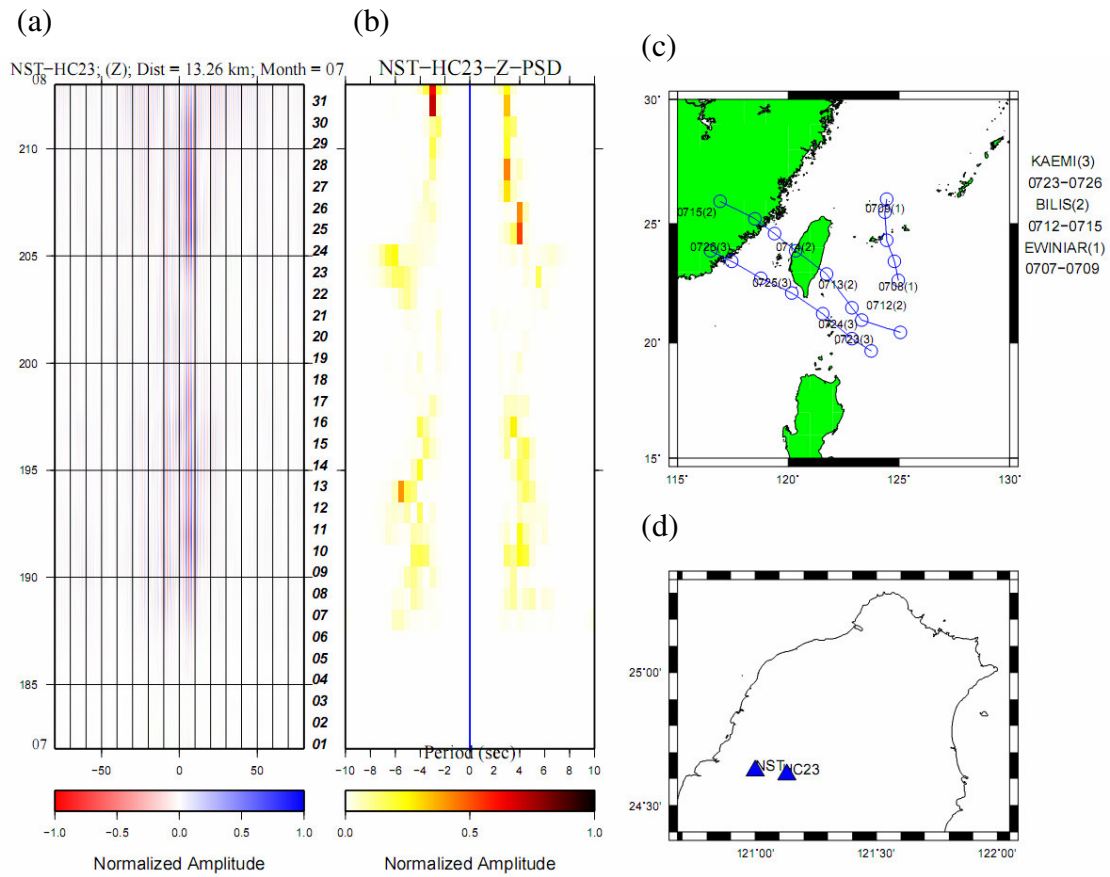 (a)
NST−HC23; (Z); Dist = 13.26 km; Month = 07
08
210
205
200
195
190
185
07
31
30
29
28
27
26
25
24
23
22
21
20
19
18
17
16
15
14
13
12
11
10
09
08
07
06
05
04
03
02
01
−50 0 50
−1.0 −0.5 0.0 0.5 1.0
Normalized Amplitude
(b)
NST−HC23−Z−PSD
Period (sec)
−10 −8 −6 −4 −2 0 2 4 6 8 10
0.0 0.5 1.0
Normalized Amplitude
(c)
30˚
25˚
20˚
15˚
115˚ 120˚ 125˚ 130˚
0715(2)
0709(1)
0726(3)
0714(2)
0725(3)
0713(2)
0708(1)
0712(2)
0724(3)
0723(3)
KAEMI(3)
0723−0726
BILIS(2)
0712−0715
EWINIAR(1)
0707−0709
(d)
25˚00'
24˚30'
NST
HC23
121˚00' 121˚30' 122˚00'